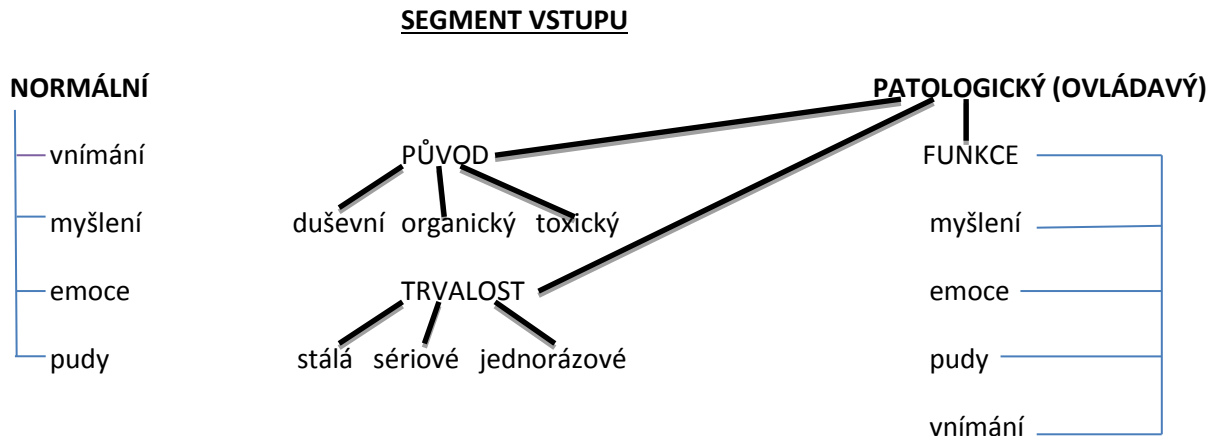 SEGMENT VSTUPU
NORMÁLNÍ PATOLOGICKÝ (OVLÁDAVÝ)
vnímání PŮVOD FUNKCE
myšlení duševní organický toxický myšlení
emoce TRVALOST emoce
pudy stálá sériové jednorázové pudy
vnímání